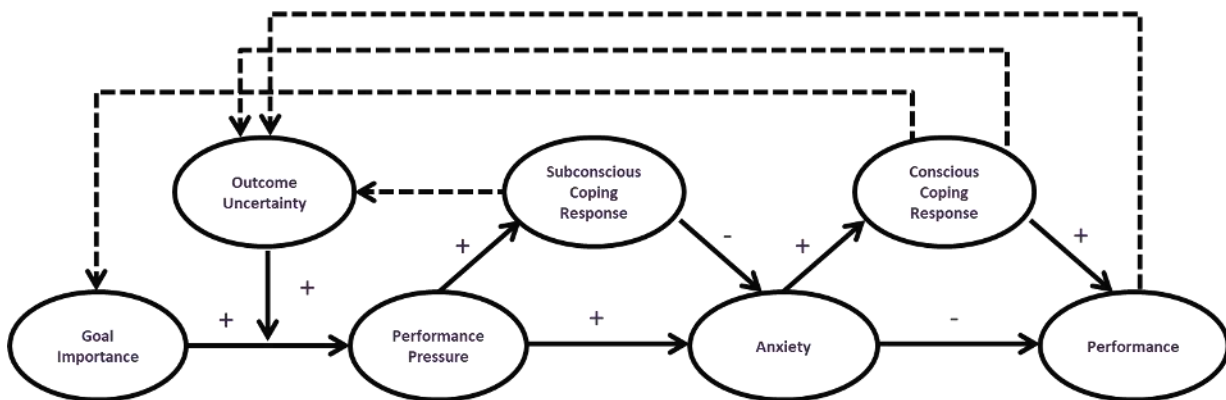 Outcome
Uncertainty
Subconscious
Coping
Response
Conscious
Coping
Response
+
-
+
+
+
+
+
-
Goal
Importance
Performance
Pressure
Anxiety
Performance